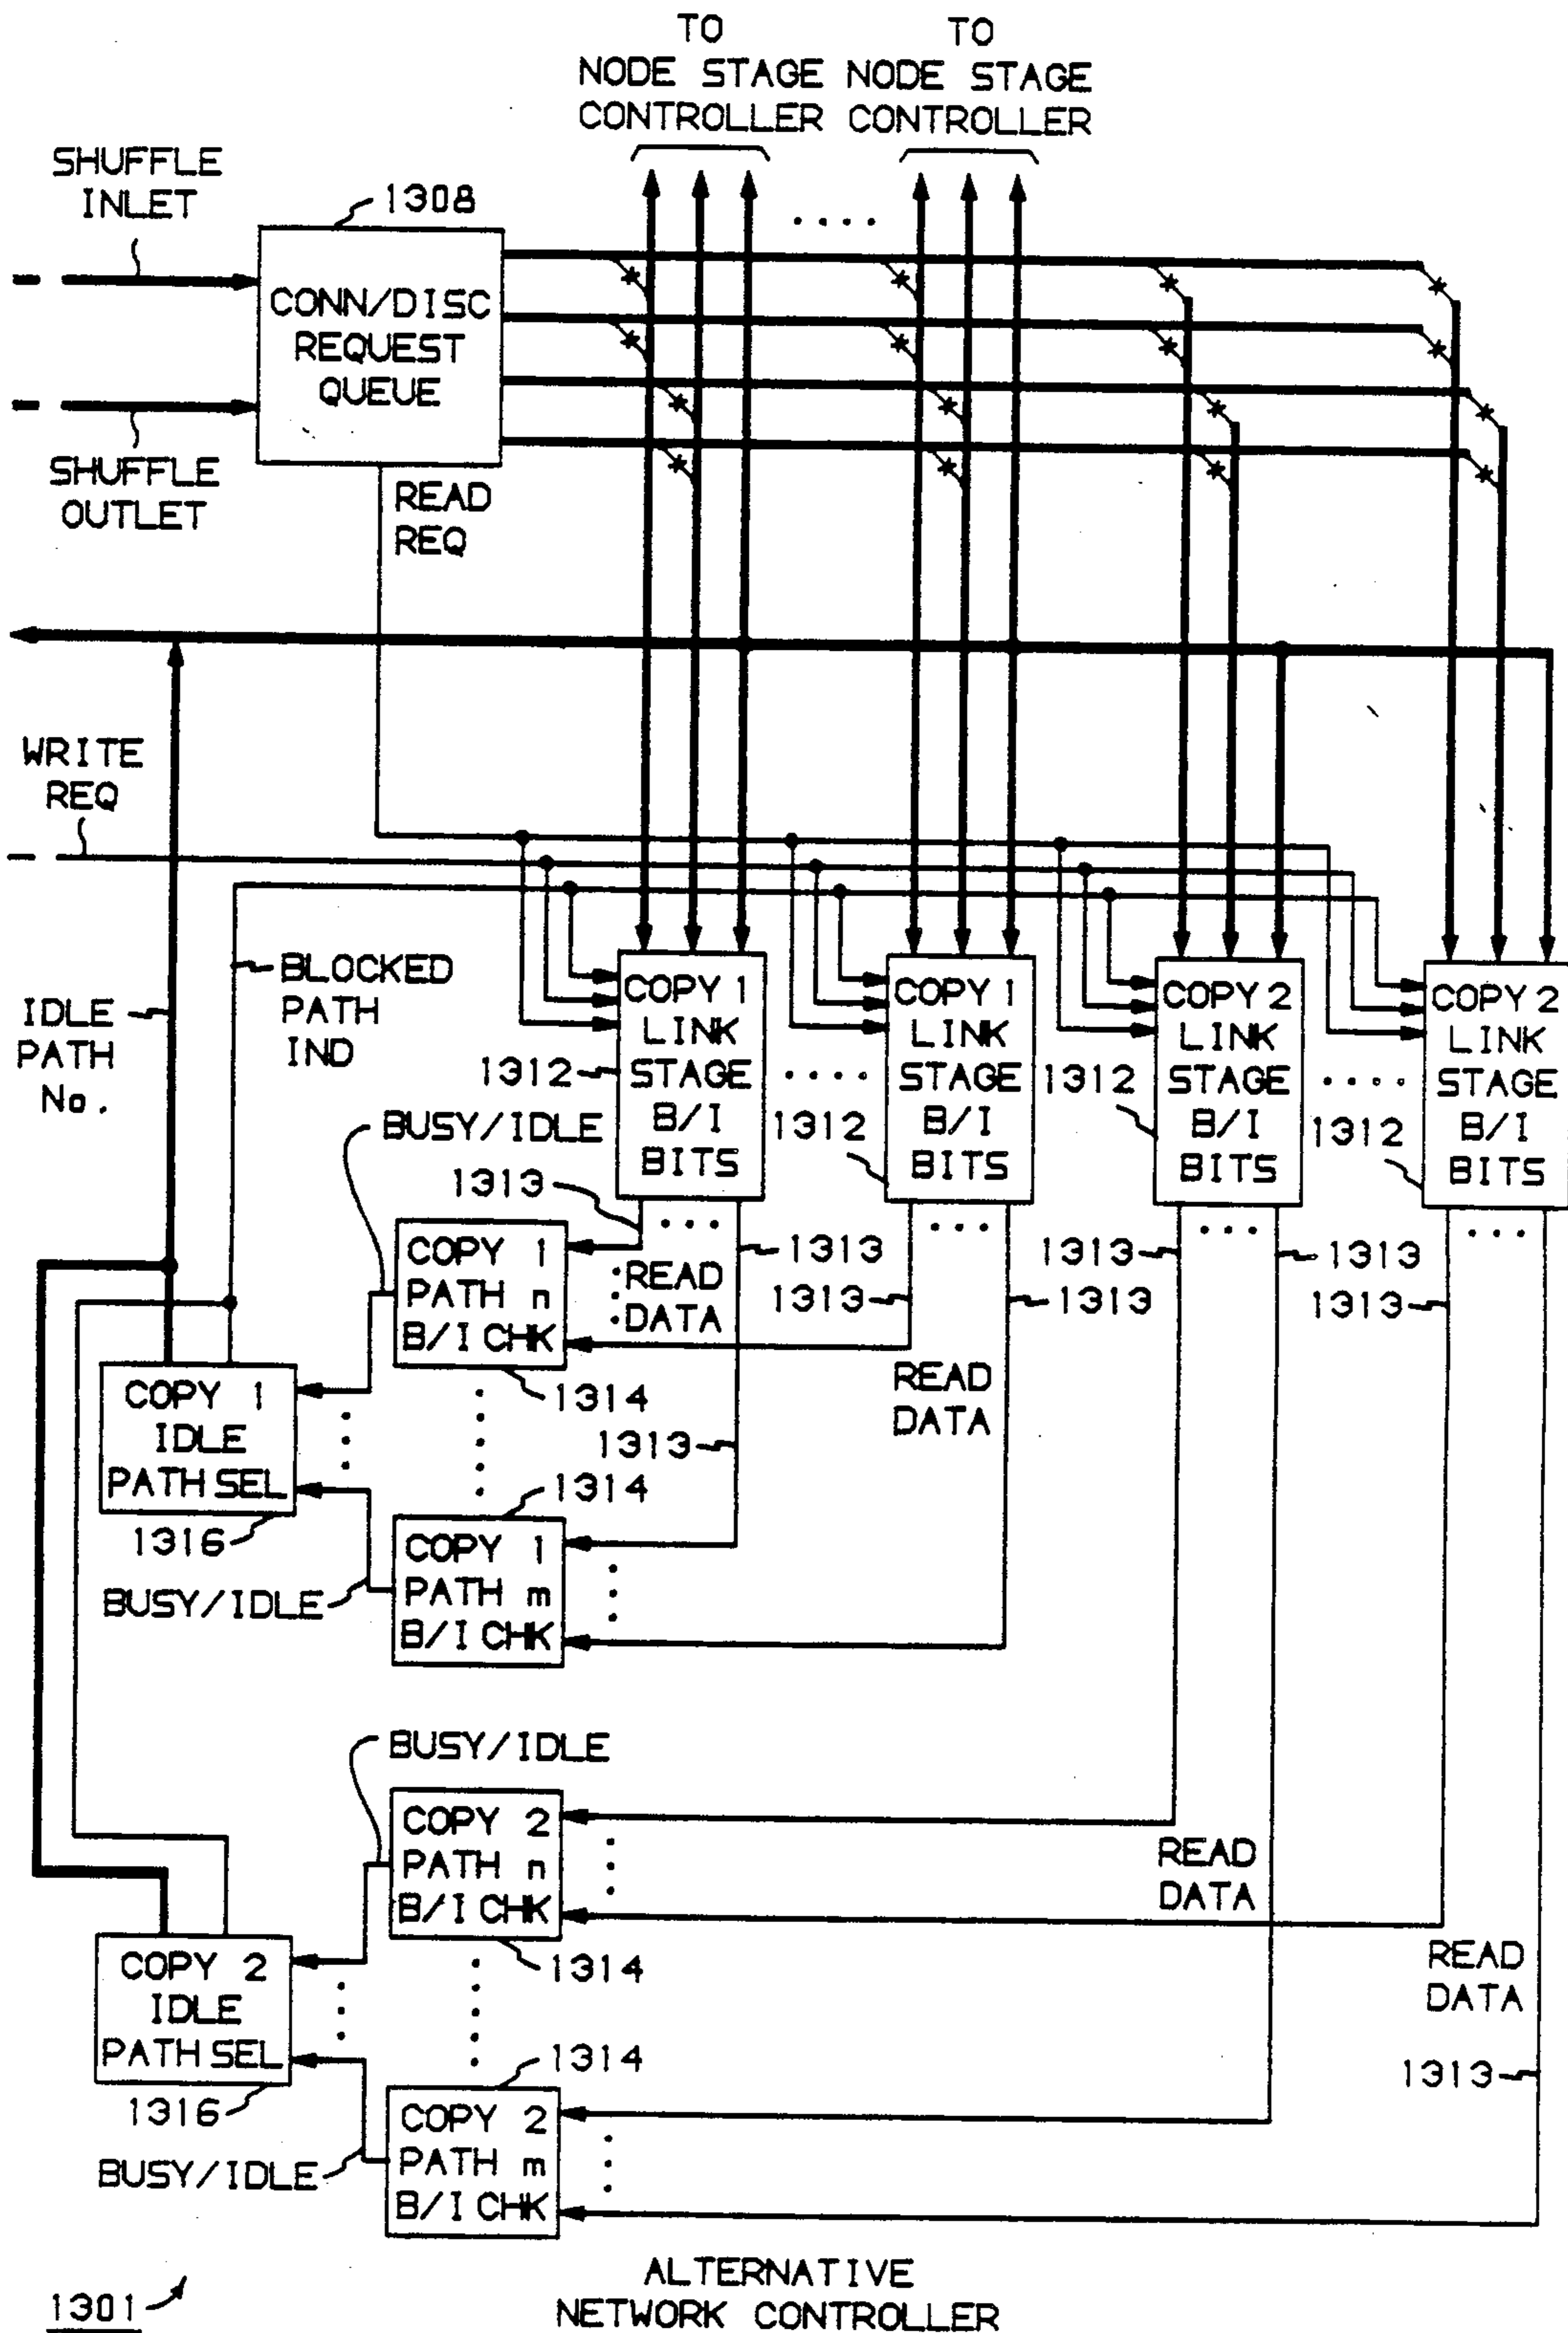 TO
NODE STAGE
CONTROLLER
TO
NODE STAGE
CONTROLLER
SHUFFLE
INLET
1308
. . . .
CONN/DISC
REQUEST
QUEUE
SHUFFLE
OUTLET
READ
REQ
WRITE
REQ
BLOCKED
PATH
IND
IDLE
PATH
No.
COPY 1
LINK
STAGE
B/I
BITS
1312
COPY 1
LINK
STAGE
B/I
BITS
1312
COPY 2
LINK
STAGE
B/I
BITS
1312
COPY 2
LINK
STAGE
B/I
BITS
1312
BUSY/IDLE
1313
1313
1313
1313
1313
1313
1313
READ
DATA
COPY 1
PATH n
B/I CHK
1314
READ
DATA
COPY 1
IDLE
PATH SEL
1316
1313
1314
COPY 1
PATH m
B/I CHK
BUSY/IDLE
BUSY/IDLE
COPY 2
PATH n
B/I CHK
1314
READ
DATA
COPY 2
IDLE
PATH SEL
1316
READ
DATA
1313
1314
COPY 2
PATH m
B/I CHK
BUSY/IDLE
1301
ALTERNATIVE
NETWORK CONTROLLER